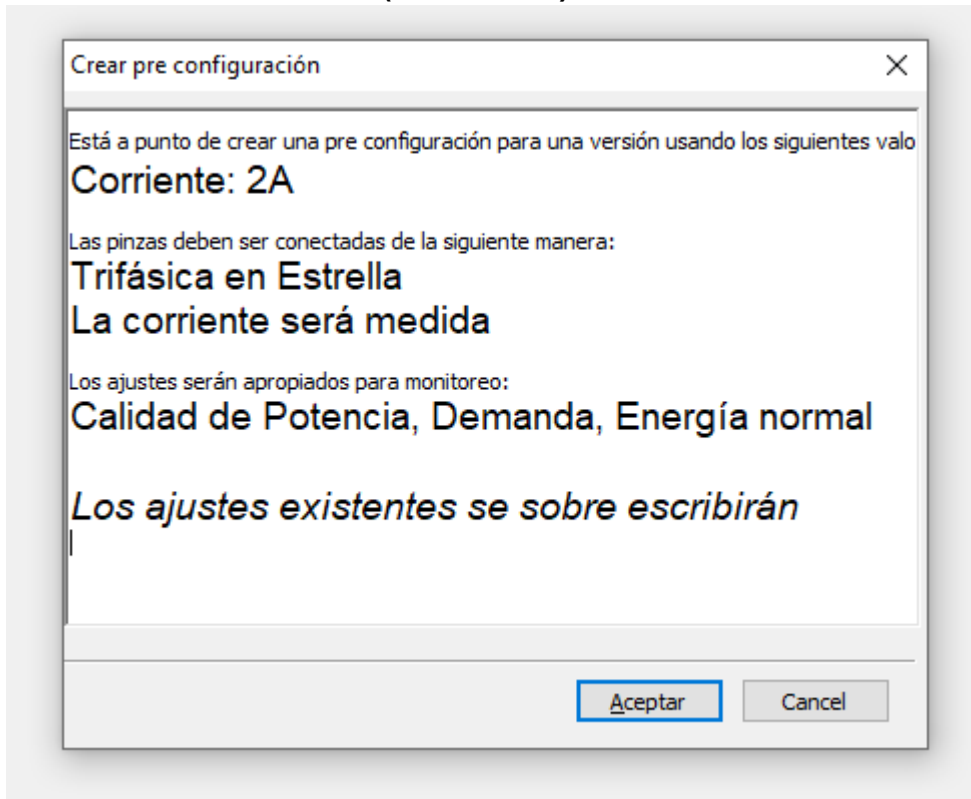 Crear pre configuración
Está a punto de crear una pre configuración para una versión usando los siguientes valo
Corriente: 2A
Las pinzas deben ser conectadas de la siguiente manera:
Trifásica en Estrella
La corriente será medida
Los ajustes serán apropiados para monitoreo:
Calidad de Potencia, Demanda, Energía normal
Los ajustes existentes se sobre escribirán
Aceptar
Cancel